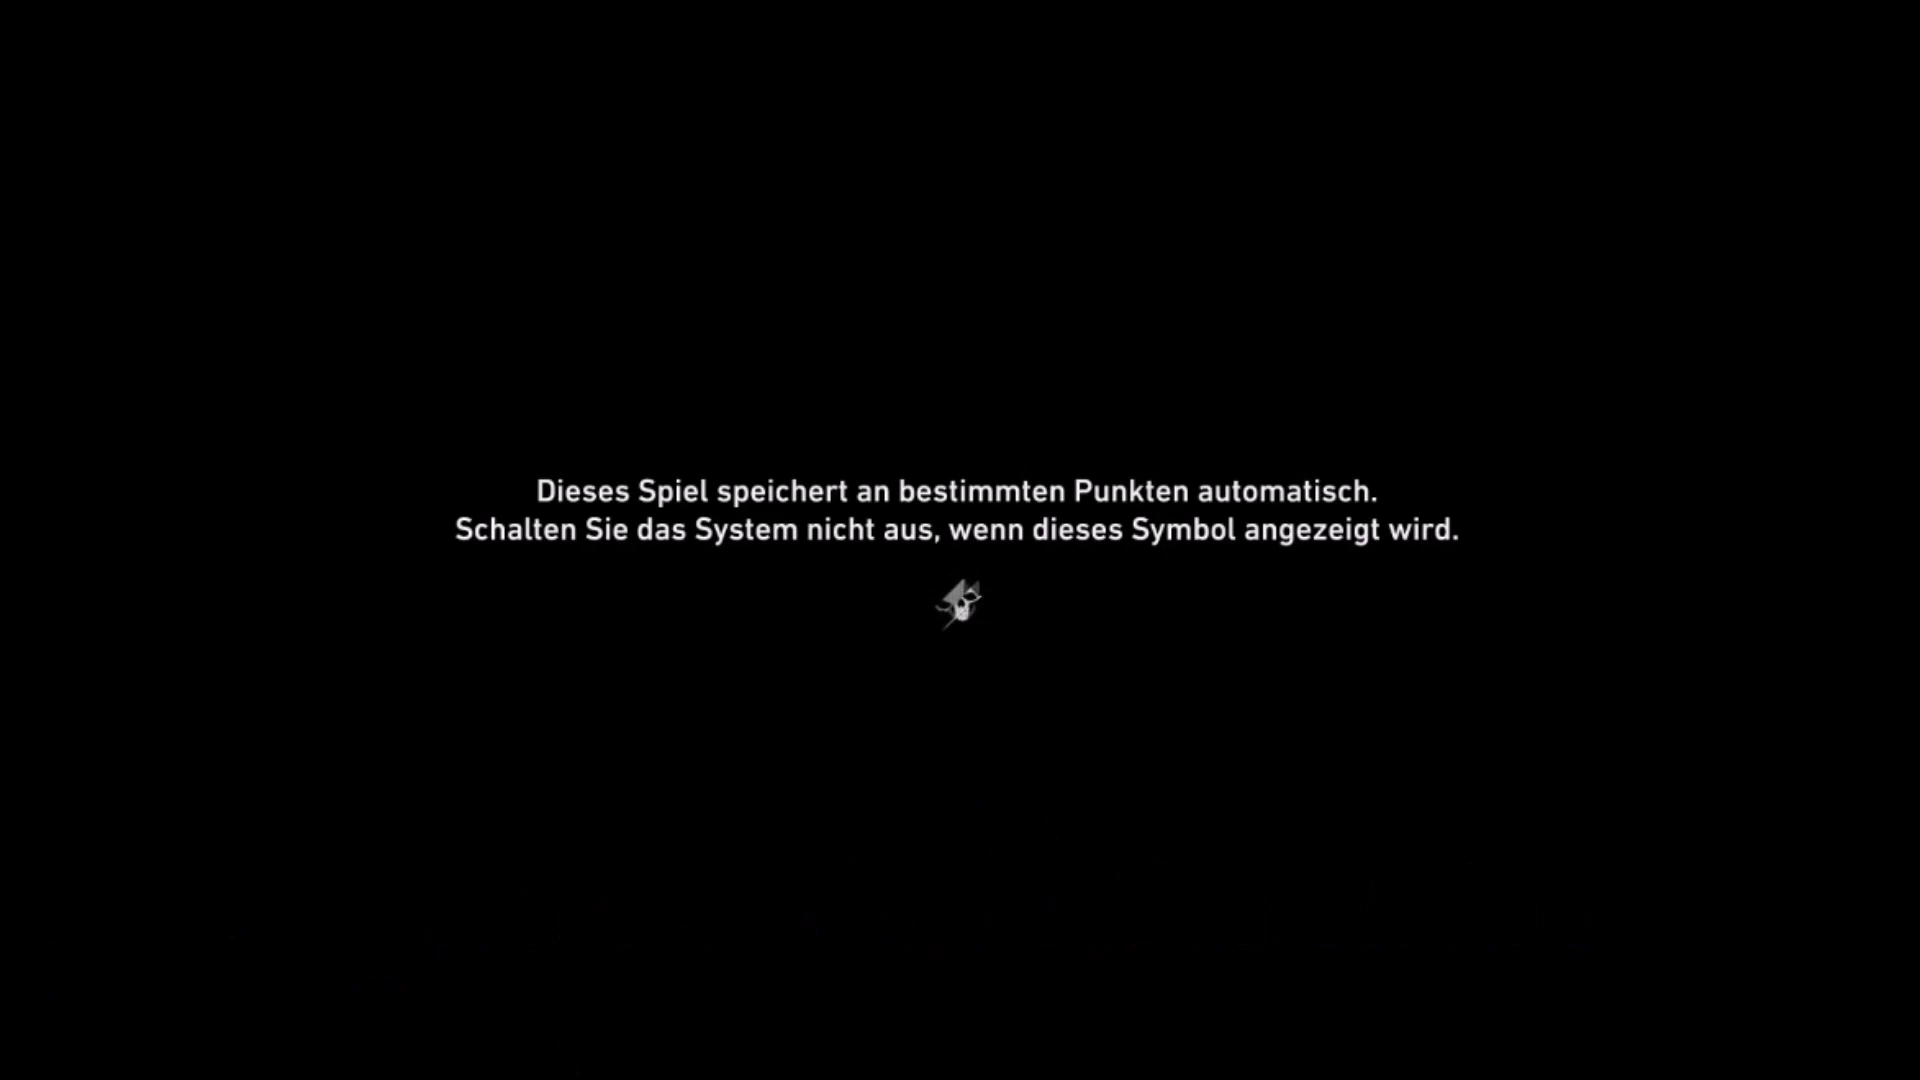 Dieses Spiel speichert an bestimmten Punkten automatisch.
Schalten Sie das System nicht aus, wenn dieses Symbol angezeigt wird.